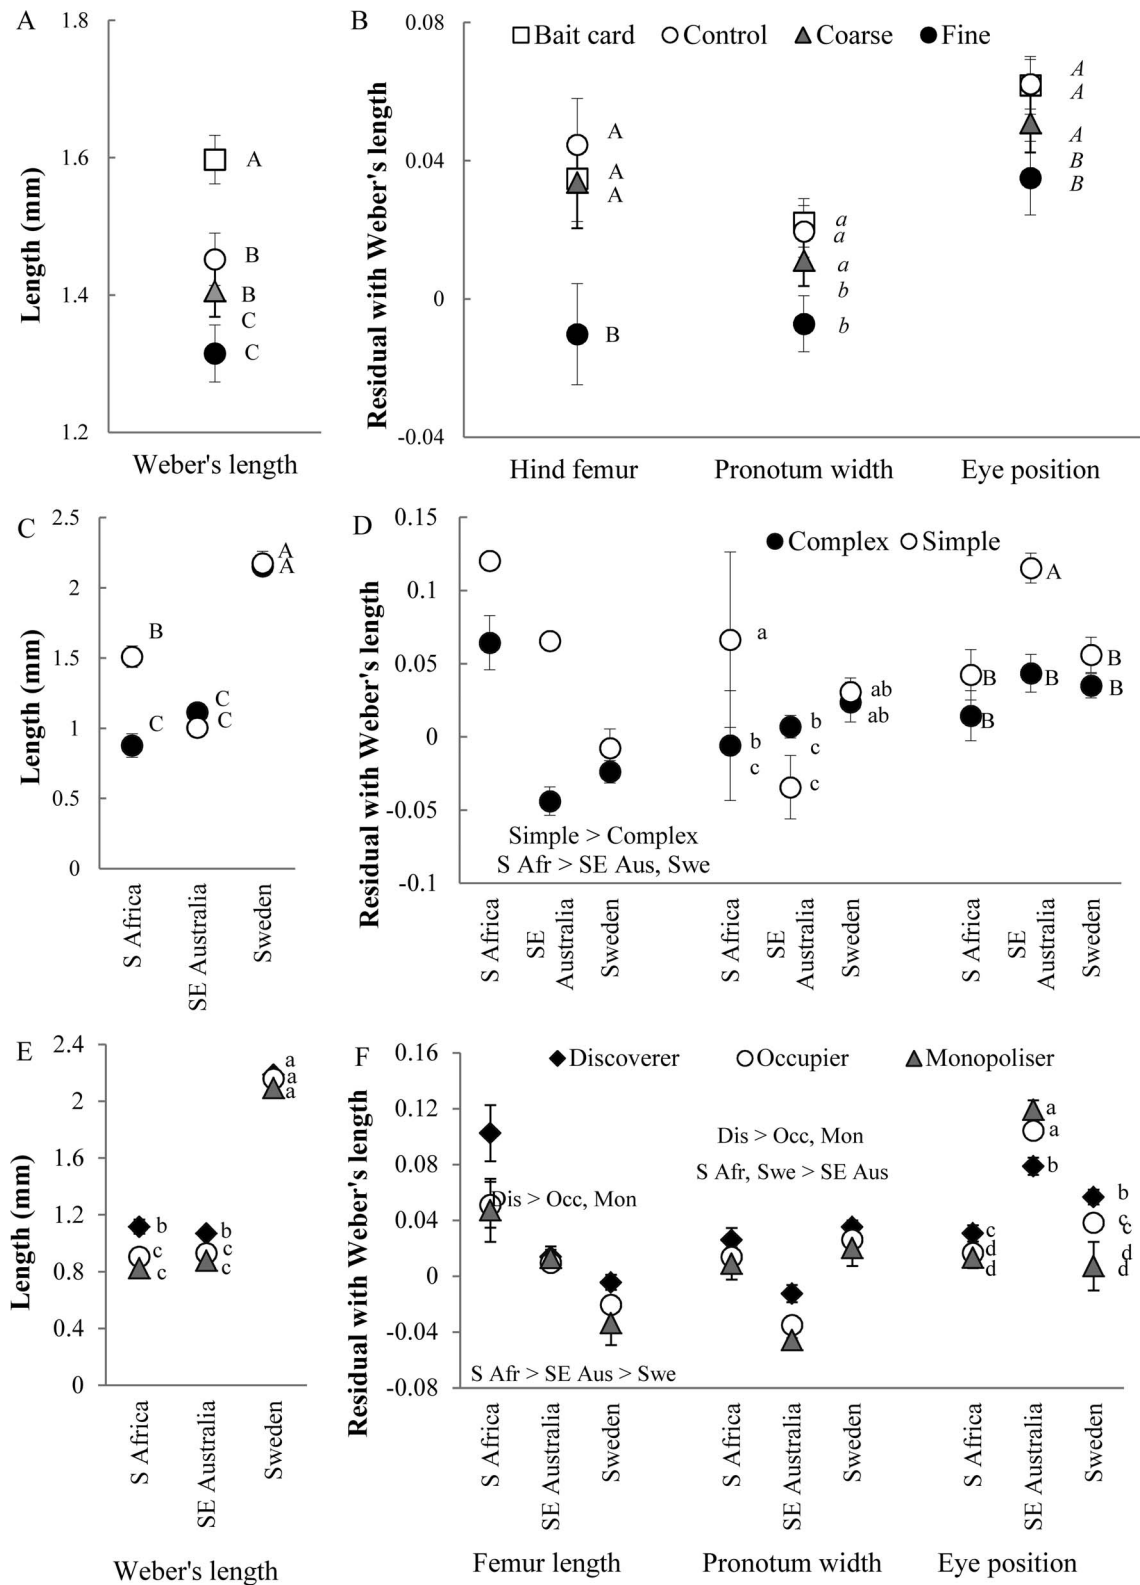 A
1.8
1.6
1.4
1.2
Length (mm)
A
B
B
C
C
Weber's length
B
0.08
0.04
0
-0.04
Residual with Weber's length
Bait card Control Coarse Fine
A
A
A
B
a
a
a
b
b
A
A
A
B
B
Hind femur Pronotum width Eye position
C
2.5
2
1.5
1
0.5
0
Length (mm)
B
C
C
C
A
A
S Africa
SE Australia
Sweden
D
0.15
0.1
0.05
0
-0.05
-0.1
Residual with Weber's length
Complex Simple
a
b
c
b
c
c
ab
ab
B
B
A
B
B
B
Simple > Complex
S Afr > SE Aus, Swe
S Africa
SE
Australia
Sweden
S Africa
SE
Australia
Sweden
S Africa
SE
Australia
Sweden
E
2.4
2
1.6
1.2
0.8
0.4
0
Length (mm)
b
c
c
b
c
c
a
a
a
S Africa
SE Australia
Sweden
Weber's length
F
0.16
0.12
0.08
0.04
0
-0.04
-0.08
Residual with Weber's length
Discoverer Occupier Monopoliser
Dis > Occ, Mon
S Afr, Swe > SE Aus
Dis > Occ, Mon
S Afr > SE Aus > Swe
c
d
d
a
a
b
b
c
c
d
d
S Africa
SE Australia
Sweden
S Africa
SE Australia
Sweden
S Africa
SE Australia
Sweden
Femur length Pronotum width Eye position